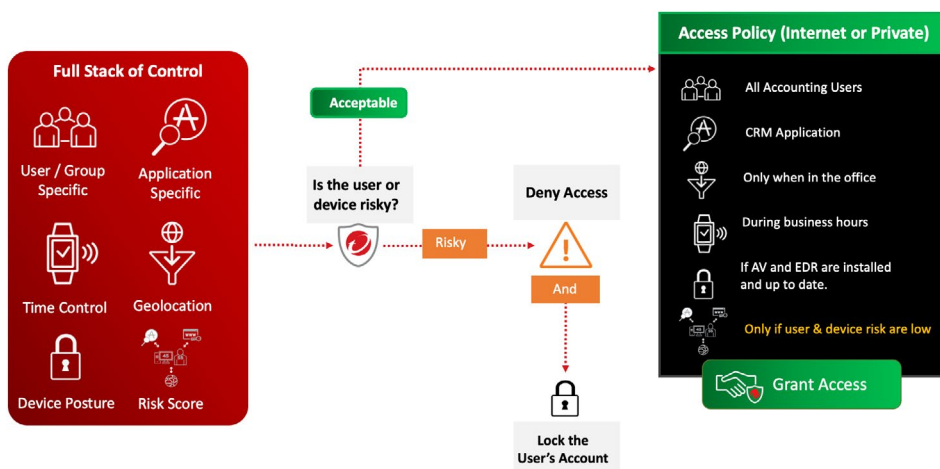 Full Stack of Control
User / Group
Specific
Application
Specific
Time Control
Geolocation
Device Posture
Risk Score
Acceptable
Is the user or
device risky?
Risky
Deny Access
And
Lock the
User's Account
Access Policy (Internet or Private)
All Accounting Users
CRM Application
Only when in the office
During business hours
If AV and EDR are installed
and up to date.
Only if user & device risk are low
Grant Access